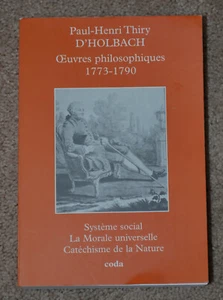 Paul-Henri Thiry
D'HOLBACH
Œuvres philosophiques
1773-1790
Système social
La Morale universelle
Catéchisme de la Nature
coda